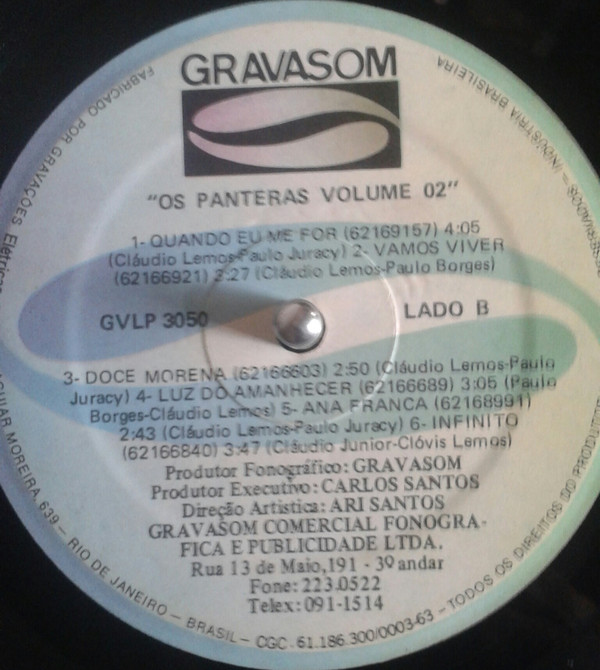 GRAVASOM
"OS PANTERAS VOLUME 02"
1- QUANDO EU ME FOR (62169157) 4:05
(Cláudio Lemos-Paulo Juracy) 2- VAMOS VIVER
(62166921) 3:27 (Cláudio Lemos-Paulo Borges)
GVLP 3050
LADO B
3- DOCE MORENA (62166603) 2:50 (Cláudio Lemos-Paulo
Juracy) 4- LUZ DO AMANHECER (62166689) 3:05 (Paulo
Borges-Cláudio Lemos) 5- ANA FRANCA (62168991)
2:43 (Cláudio Lemos-Paulo Juracy) 6- INFINITO
(62166840) 3:47 (Cláudio Junior-Clóvis Lemos)
Produtor Fonográfico: GRAVASOM
Produtor Executivo: CARLOS SANTOS
Direção Artistica: ARI SANTOS
GRAVASOM COMERCIAL FONOGRA-
FICA E PUBLICIDADE LTDA.
Rua 13 de Maio, 191 - 3º andar
Fone: 223.0522
Telex: 091-1514
FABRICADO POR GRAVAÇÕES MOREIRA 639 — RIO DE JANEIRO — BRASIL — CGC. 61.186.300/0003-63 - TODOS OS DIREITOS DO — INDÚSTRIA BRASILEIRA